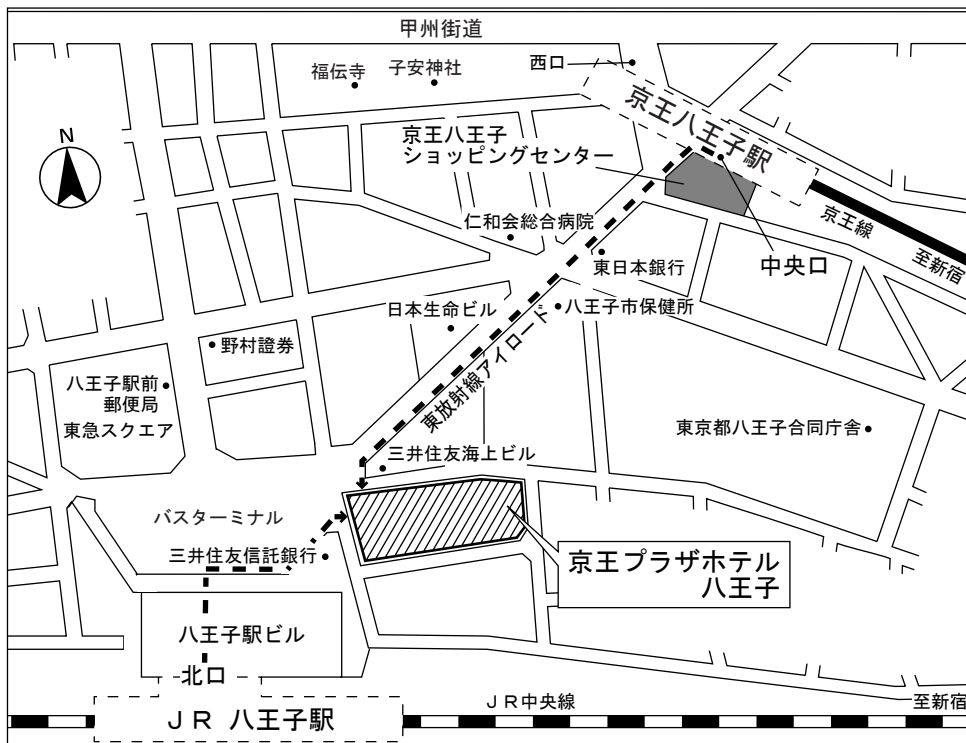 甲州街道
福伝寺
子安神社
西口
京王八王子駅
N
京王八王子
ショッピングセンター
仁和会総合病院
東日本銀行
中央口
京王線
至新宿
日本生命ビル
八王子市保健所
野村證券
東放射線アイロード
八王子駅前
郵便局
東急スクエア
東京都八王子合同庁舎
三井住友海上ビル
バスターミナル
三井住友信託銀行
京王プラザホテル
八王子
八王子駅ビル
北口
JR中央線
至新宿
JR 八王子駅